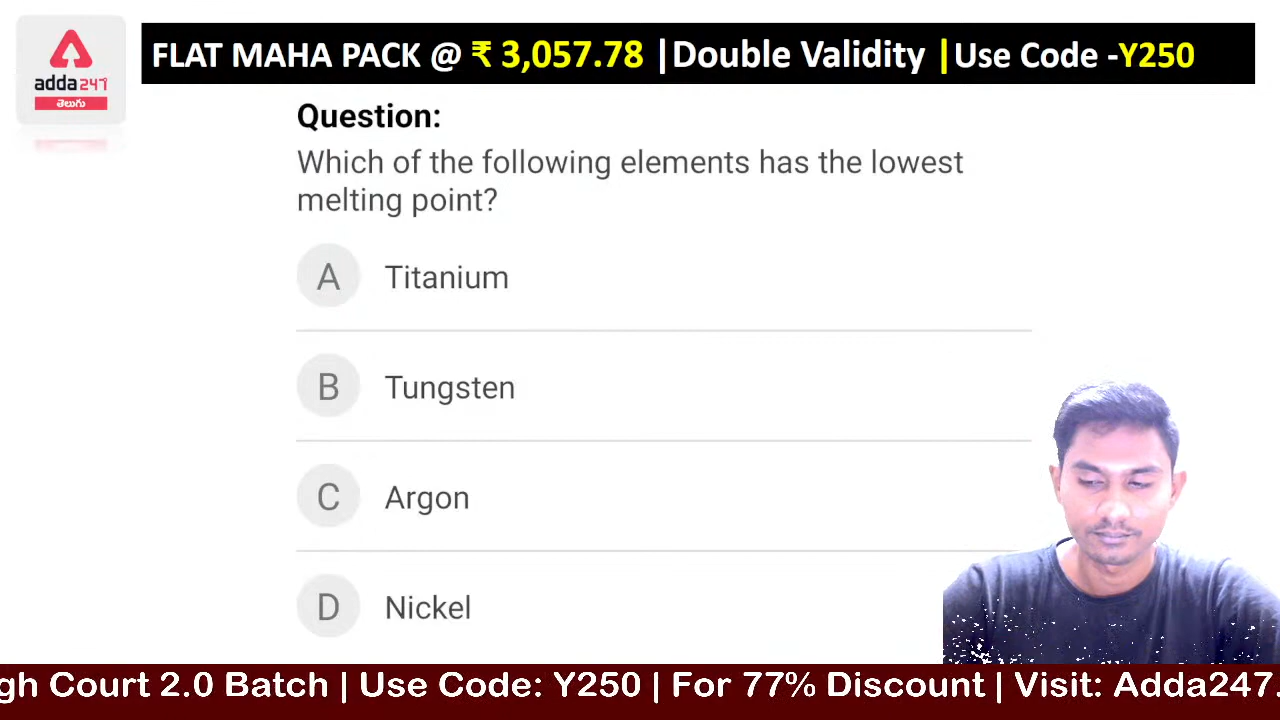 FLAT MAHA PACK @ ₹ 3,057.78 |Double Validity |Use Code -Y250
adda247
తెలుగు
Question:
Which of the following elements has the lowest
melting point?
A Titanium
B Tungsten
C Argon
D Nickel
gh Court 2.0 Batch | Use Code: Y250 | For 77% Discount | Visit: Adda247.